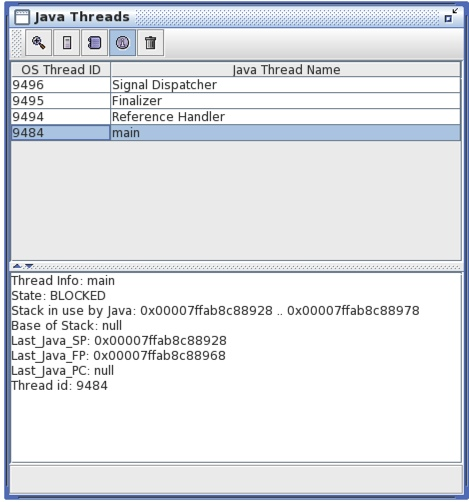 Java Threads
OS Thread ID Java Thread Name
9496 Signal Dispatcher
9495 Finalizer
9494 Reference Handler
9484 main
Thread Info: main
State: BLOCKED
Stack in use by Java: 0x00007ffab8c88928 .. 0x00007ffab8c88978
Base of Stack: null
Last_Java_SP: 0x00007ffab8c88928
Last_Java_FP: 0x00007ffab8c88968
Last_Java_PC: null
Thread id: 9484